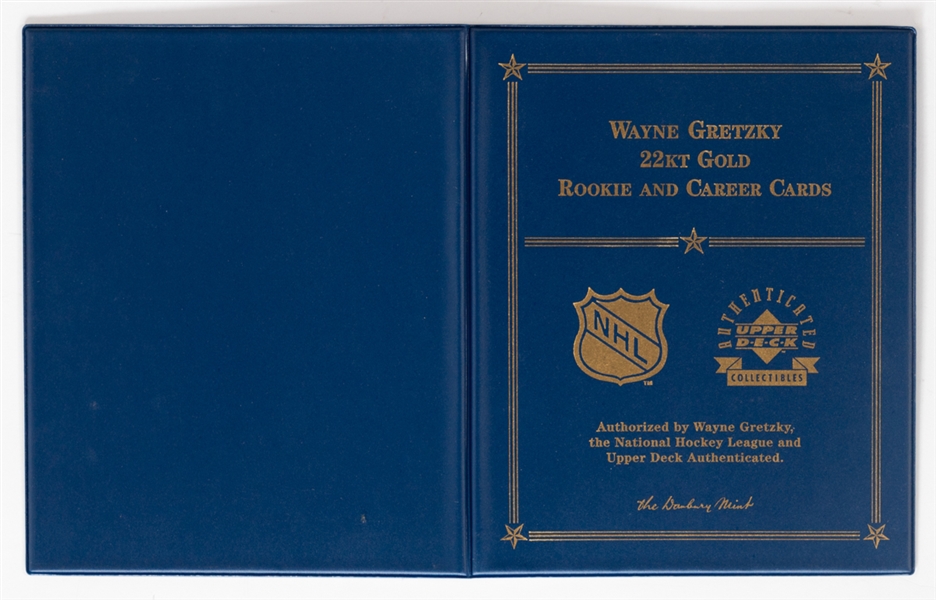 WAYNE GRETZKY
22KT GOLD
ROOKIE AND CAREER CARDS
NHL
TM
AUTHENTICATED
UPPER
D·E·C·K
COLLECTIBLES
Authorized by Wayne Gretzky,
the National Hockey League and
Upper Deck Authenticated.
The Danbury Mint